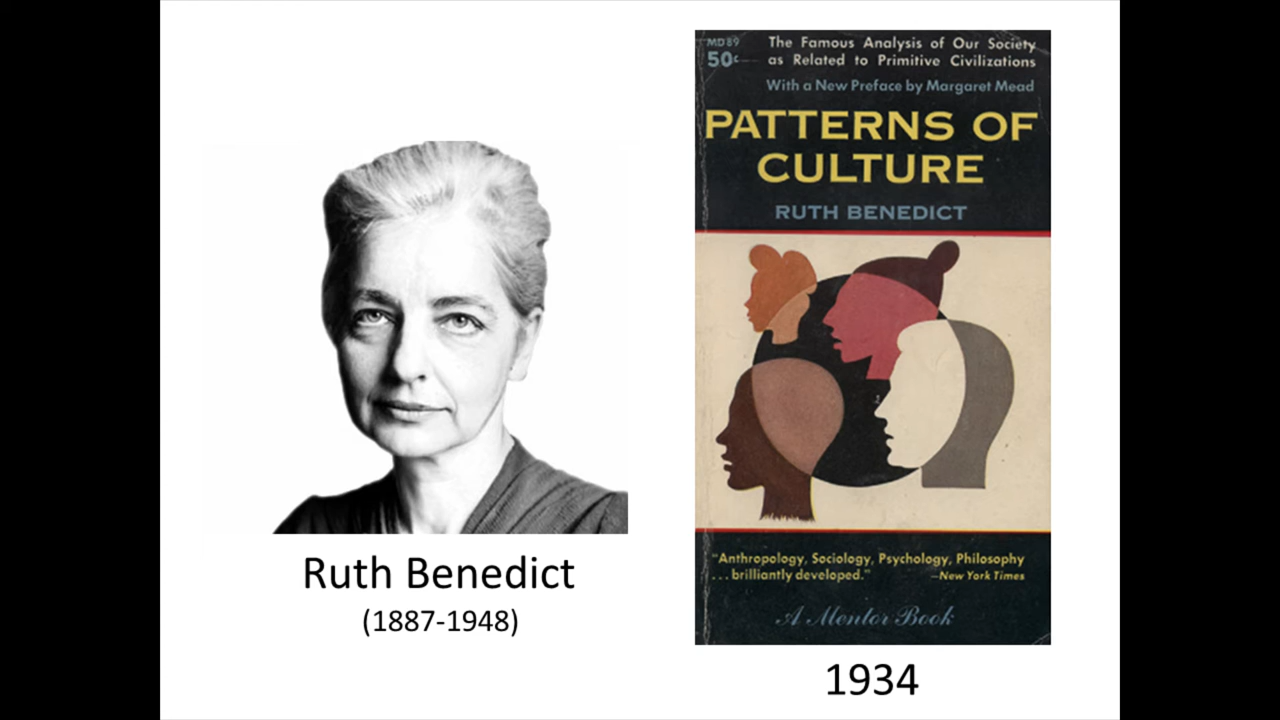 Ruth Benedict
(1887-1948)
MD89
50c
The Famous Analysis of Our Society
as Related to Primitive Civilizations
With a New Preface by Margaret Mead
PATTERNS OF
CULTURE
RUTH BENEDICT
"Anthropology, Sociology, Psychology, Philosophy
...brilliantly developed."
—New York Times
A Mentor Book
1934